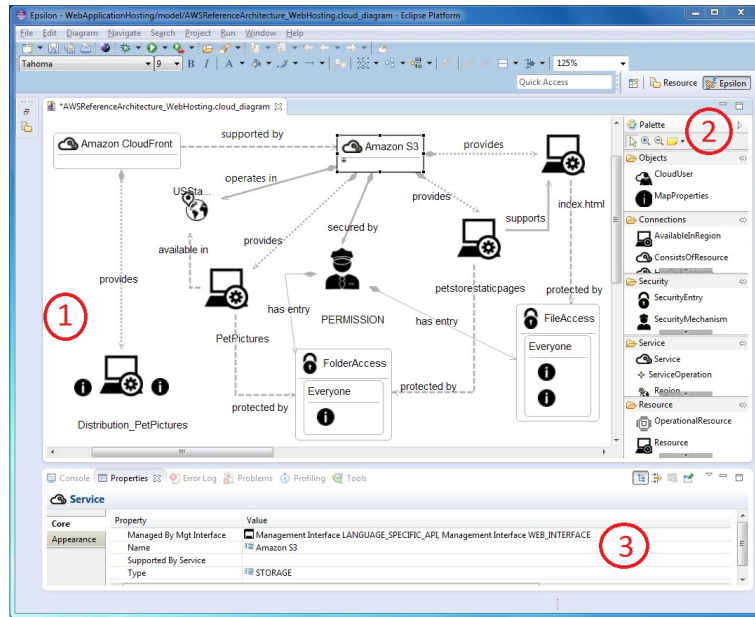 Epsilon - WebApplicationHosting/model/AWSReferenceArchitecture_WebHosting.cloud_diagram - Eclipse Platform
File Edit Diagram Navigate Search Project Run Window Help
Tahoma 9 B I A 125%
Quick Access Resource Epsilon
*AWSReferenceArchitecture_WebHosting.cloud_diagram
Amazon CloudFront
supported by
Amazon S3
provides
index.html
operates in
USSta...
available in
provides
secured by
provides
supports
petstorestaticpages
provides
PetPictures
PERMISSION
has entry
has entry
protected by
FileAccess
Everyone
FolderAccess
Everyone
protected by
protected by
Distribution_PetPictures
1
Palette
2
Objects
CloudUser
MapProperties
Connections
AvailableInRegion
ConsistsOfResource
Security
SecurityEntry
SecurityMechanism
Service
Service
ServiceOperation
Region
Resource
OperationalResource
Resource
Console Properties Error Log Problems Profiling Tools
Service
Core
Appearance
Property Value
Managed By Mgt Interface Management Interface LANGUAGE_SPECIFIC_API, Management Interface WEB_INTERFACE
Name Amazon S3
Supported By Service
Type STORAGE
3